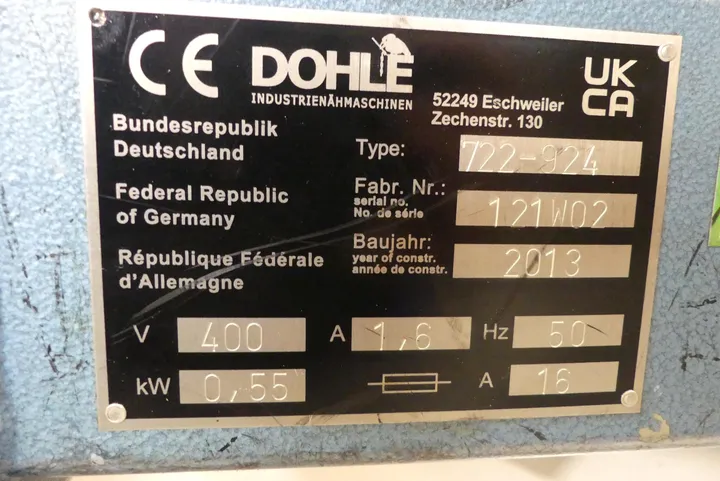 CE DOHLE UK
CA
INDUSTRIENÄHMASCHINEN
52249 Eschweiler
Zechenstr. 130
Bundesrepublik
Deutschland
Type: 722-924
Federal Republic
of Germany
Fabr. Nr.: 121W02
serial no.
No. de série
République Fédérale
d'Allemagne
Baujahr: 2013
year of constr.
année de constr.
V 400 A 1,6 Hz 50
kW 0,55 A 16